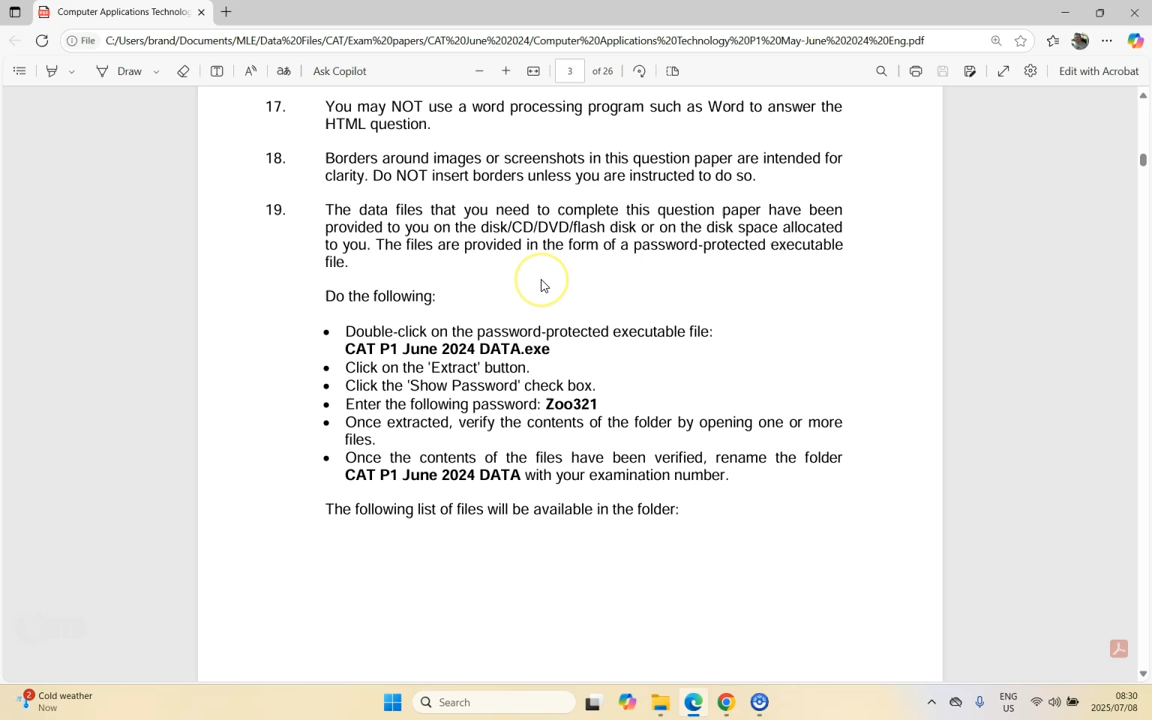 Computer Applications Technolog
File
C:/Users/brand/Documents/MLE/Data%20Files/CAT/Exam%20papers/CAT%20June%202024/Computer%20Applications%20Technology%20P1%20May-June%202024%20Eng.pdf
Draw
Ask Copilot
3
of 26
Edit with Acrobat
17. You may NOT use a word processing program such as Word to answer the
HTML question.
18. Borders around images or screenshots in this question paper are intended for
clarity. Do NOT insert borders unless you are instructed to do so.
19. The data files that you need to complete this question paper have been
provided to you on the disk/CD/DVD/flash disk or on the disk space allocated
to you. The files are provided in the form of a password-protected executable
file.
Do the following:
• Double-click on the password-protected executable file:
CAT P1 June 2024 DATA.exe
• Click on the 'Extract' button.
• Click the 'Show Password' check box.
• Enter the following password: Zoo321
• Once extracted, verify the contents of the folder by opening one or more
files.
• Once the contents of the files have been verified, rename the folder
CAT P1 June 2024 DATA with your examination number.
The following list of files will be available in the folder:
2
Cold weather
Now
Search
ENG
US
08:30
2025/07/08